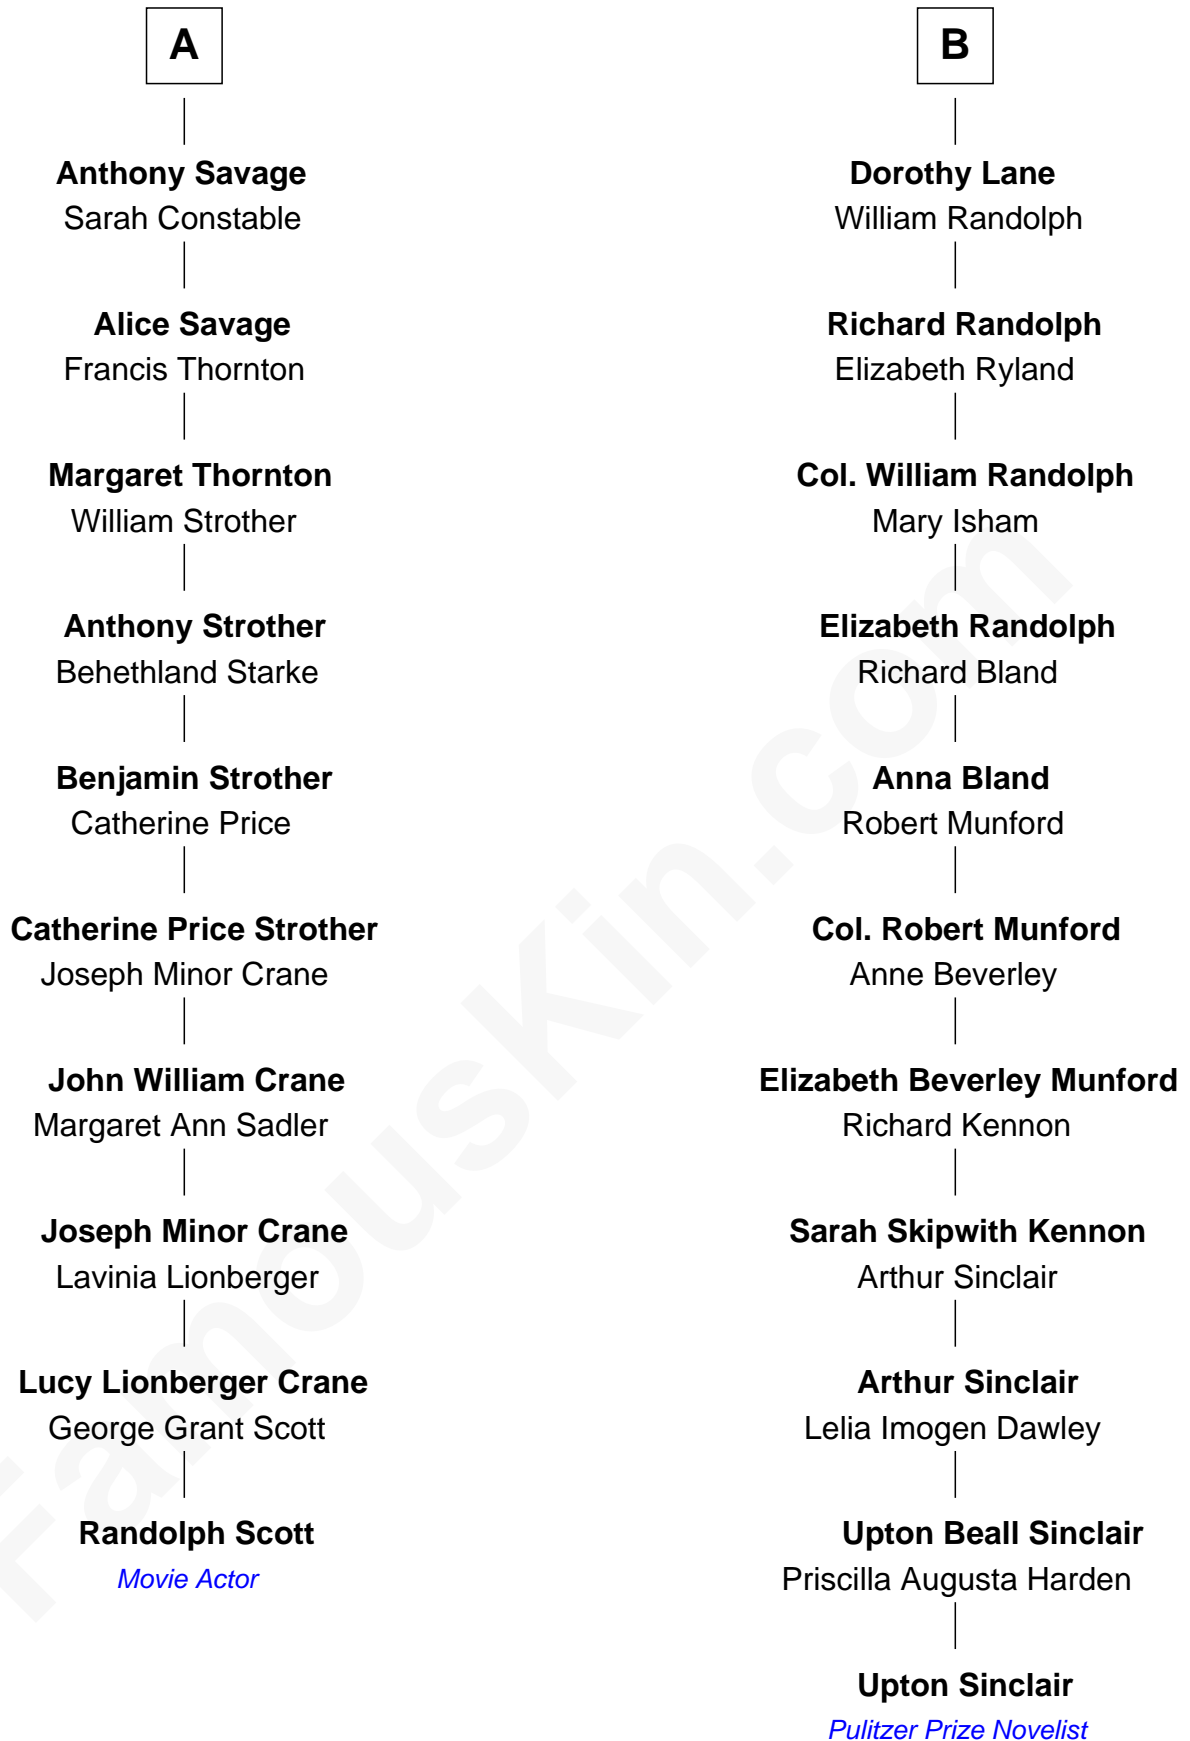 A
Anthony Savage
Sarah Constable
Alice Savage
Francis Thornton
Margaret Thornton
William Strother
Anthony Strother
Behethland Starke
Benjamin Strother
Catherine Price
Catherine Price Strother
Joseph Minor Crane
John William Crane
Margaret Ann Sadler
Joseph Minor Crane
Lavinia Lionberger
Lucy Lionberger Crane
George Grant Scott
Randolph Scott
Movie Actor
B
Dorothy Lane
William Randolph
Richard Randolph
Elizabeth Ryland
Col. William Randolph
Mary Isham
Elizabeth Randolph
Richard Bland
Anna Bland
Robert Munford
Col. Robert Munford
Anne Beverley
Elizabeth Beverley Munford
Richard Kennon
Sarah Skipwith Kennon
Arthur Sinclair
Arthur Sinclair
Lelia Imogen Dawley
Upton Beall Sinclair
Priscilla Augusta Harden
Upton Sinclair
Pulitzer Prize Novelist
FamousKin.com